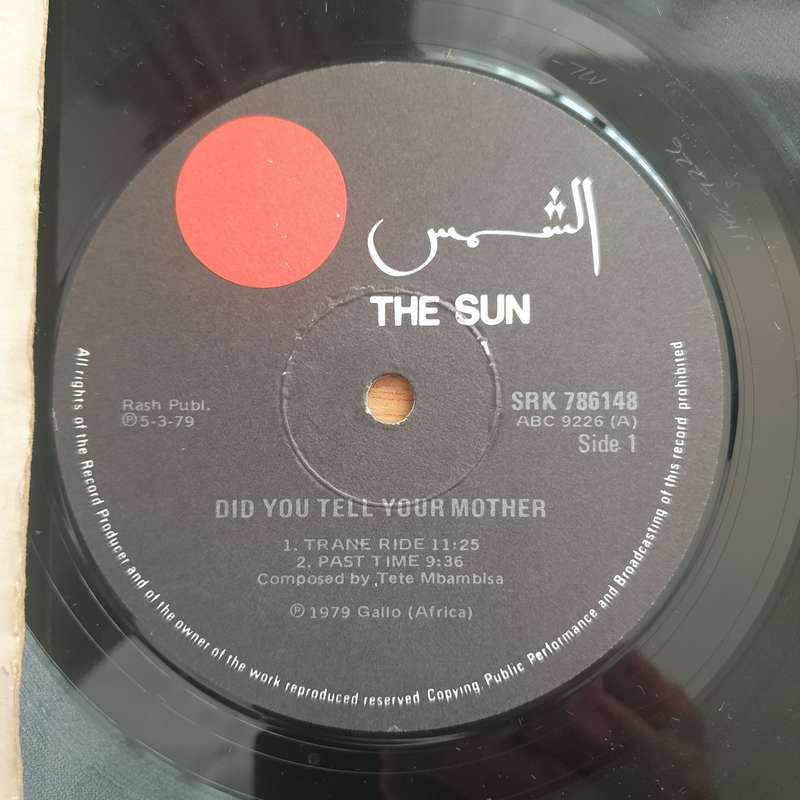 الشمس
THE SUN
Rash Publ.
℗5-3-79
SRK 786148
ABC 9226 (A)
Side 1
DID YOU TELL YOUR MOTHER
1. TRANE RIDE 11:25
2. PAST TIME 9:36
Composed by Tete Mbambisa
℗ 1979 Gallo (Africa)
All rights of the Record Producer and of the owner of the work reproduced reserved Copying, Public Performance and Broadcasting of this record prohibited